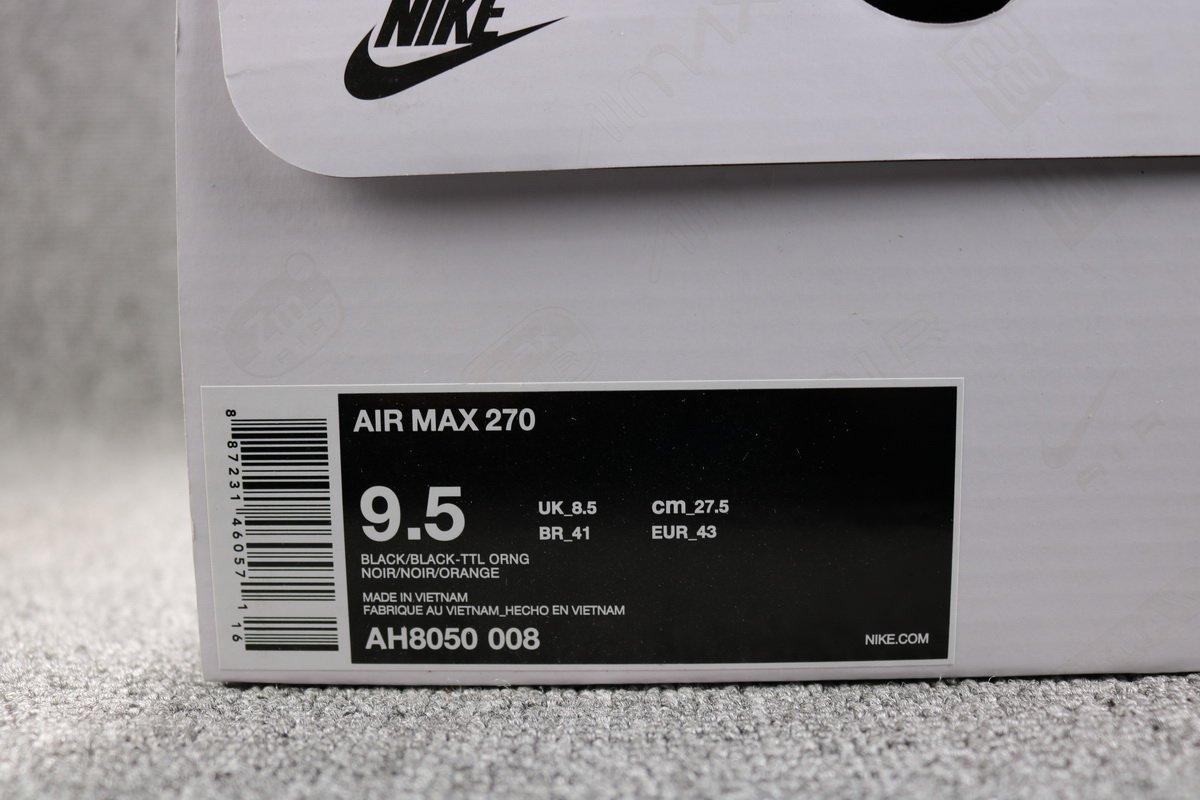 NIKE
8 87231 46057 1 16
AIR MAX 270
9.5
UK_8.5
cm_27.5
BR_41
EUR_43
BLACK/BLACK-TTL ORNG
NOIR/NOIR/ORANGE
MADE IN VIETNAM
FABRIQUE AU VIETNAM_HECHO EN VIETNAM
AH8050 008
NIKE.COM